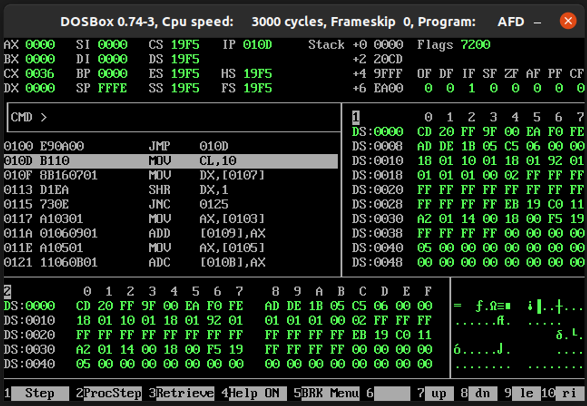 DOSBox 0.74-3, Cpu speed: 3000 cycles, Frameskip 0, Program: AFD
AX 0000 SI 0000 CS 19F5 IP 010D Stack +0 0000 Flags 7200
BX 0000 DI 0000 DS 19F5 +2 20CD
CX 0036 BP 0000 ES 19F5 HS 19F5 +4 9FFF OF DF IF SF ZF AF PF CF
DX 0000 SP FFFE SS 19F5 FS 19F5 +6 EA00 0 0 1 0 0 0 0 0
CMD >
0100 E90A00 JMP 010D
010D B110 MOV CL,10
010F 8B160701 MOV DX,[0107]
0113 D1EA SHR DX,1
0115 730E JNC 0125
0117 A10301 MOV AX,[0103]
011A 01060901 ADD [0109],AX
011E A10501 MOV AX,[0105]
0121 11060B01 ADC [010B],AX
1 0 1 2 3 4 5 6 7
DS:0000 CD 20 FF 9F 00 EA F0 FE
DS:0008 AD DE 1B 05 C5 06 00 00
DS:0010 18 01 10 01 18 01 92 01
DS:0018 01 01 01 00 02 FF FF FF
DS:0020 FF FF FF FF FF FF FF FF
DS:0028 FF FF FF FF EB 19 C0 11
DS:0030 A2 01 14 00 18 00 F5 19
DS:0038 FF FF FF FF 00 00 00 00
DS:0040 05 00 00 00 00 00 00 00
DS:0048 00 00 00 00 00 00 00 00
2 0 1 2 3 4 5 6 7 8 9 A B C D E F
DS:0000 CD 20 FF 9F 00 EA F0 FE AD DE 1B 05 C5 06 00 00
DS:0010 18 01 10 01 18 01 92 01 01 01 01 00 02 FF FF FF
DS:0020 FF FF FF FF FF FF FF FF FF FF FF FF EB 19 C0 11
DS:0030 A2 01 14 00 18 00 F5 19 FF FF FF FF 00 00 00 00
DS:0040 05 00 00 00 00 00 00 00 00 00 00 00 00 00 00 00
1 Step 2 ProcStep 3 Retrieve 4 Help ON 5 BRK Menu 6 7 up 8 dn 9 le 10 ri